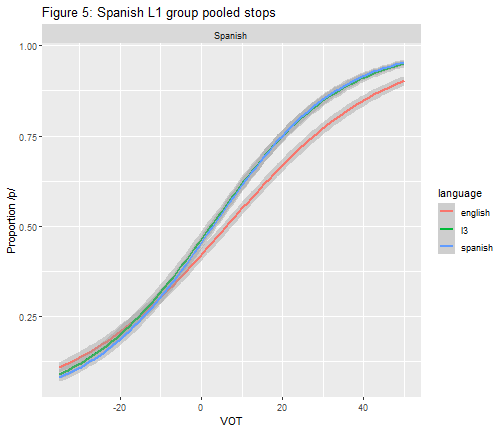 Figure 5: Spanish L1 group pooled stops
Spanish
1.00
0.75
0.50
0.25
Proportion /p/
-20
0
20
40
VOT
language
english
l3
spanish